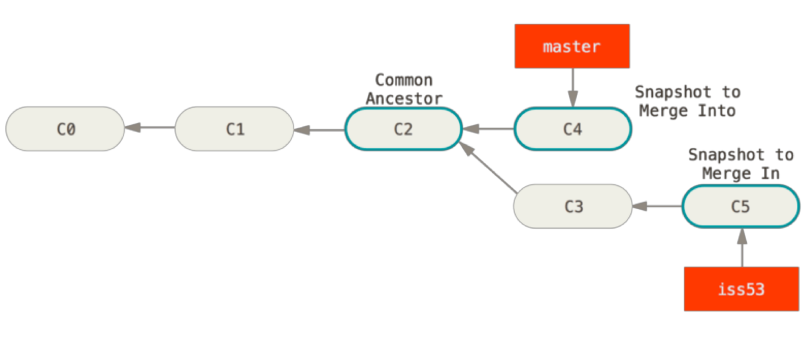 master
Common
Ancestor
Snapshot to
Merge Into
C0
C1
C2
C4
Snapshot to
Merge In
C3
C5
iss53